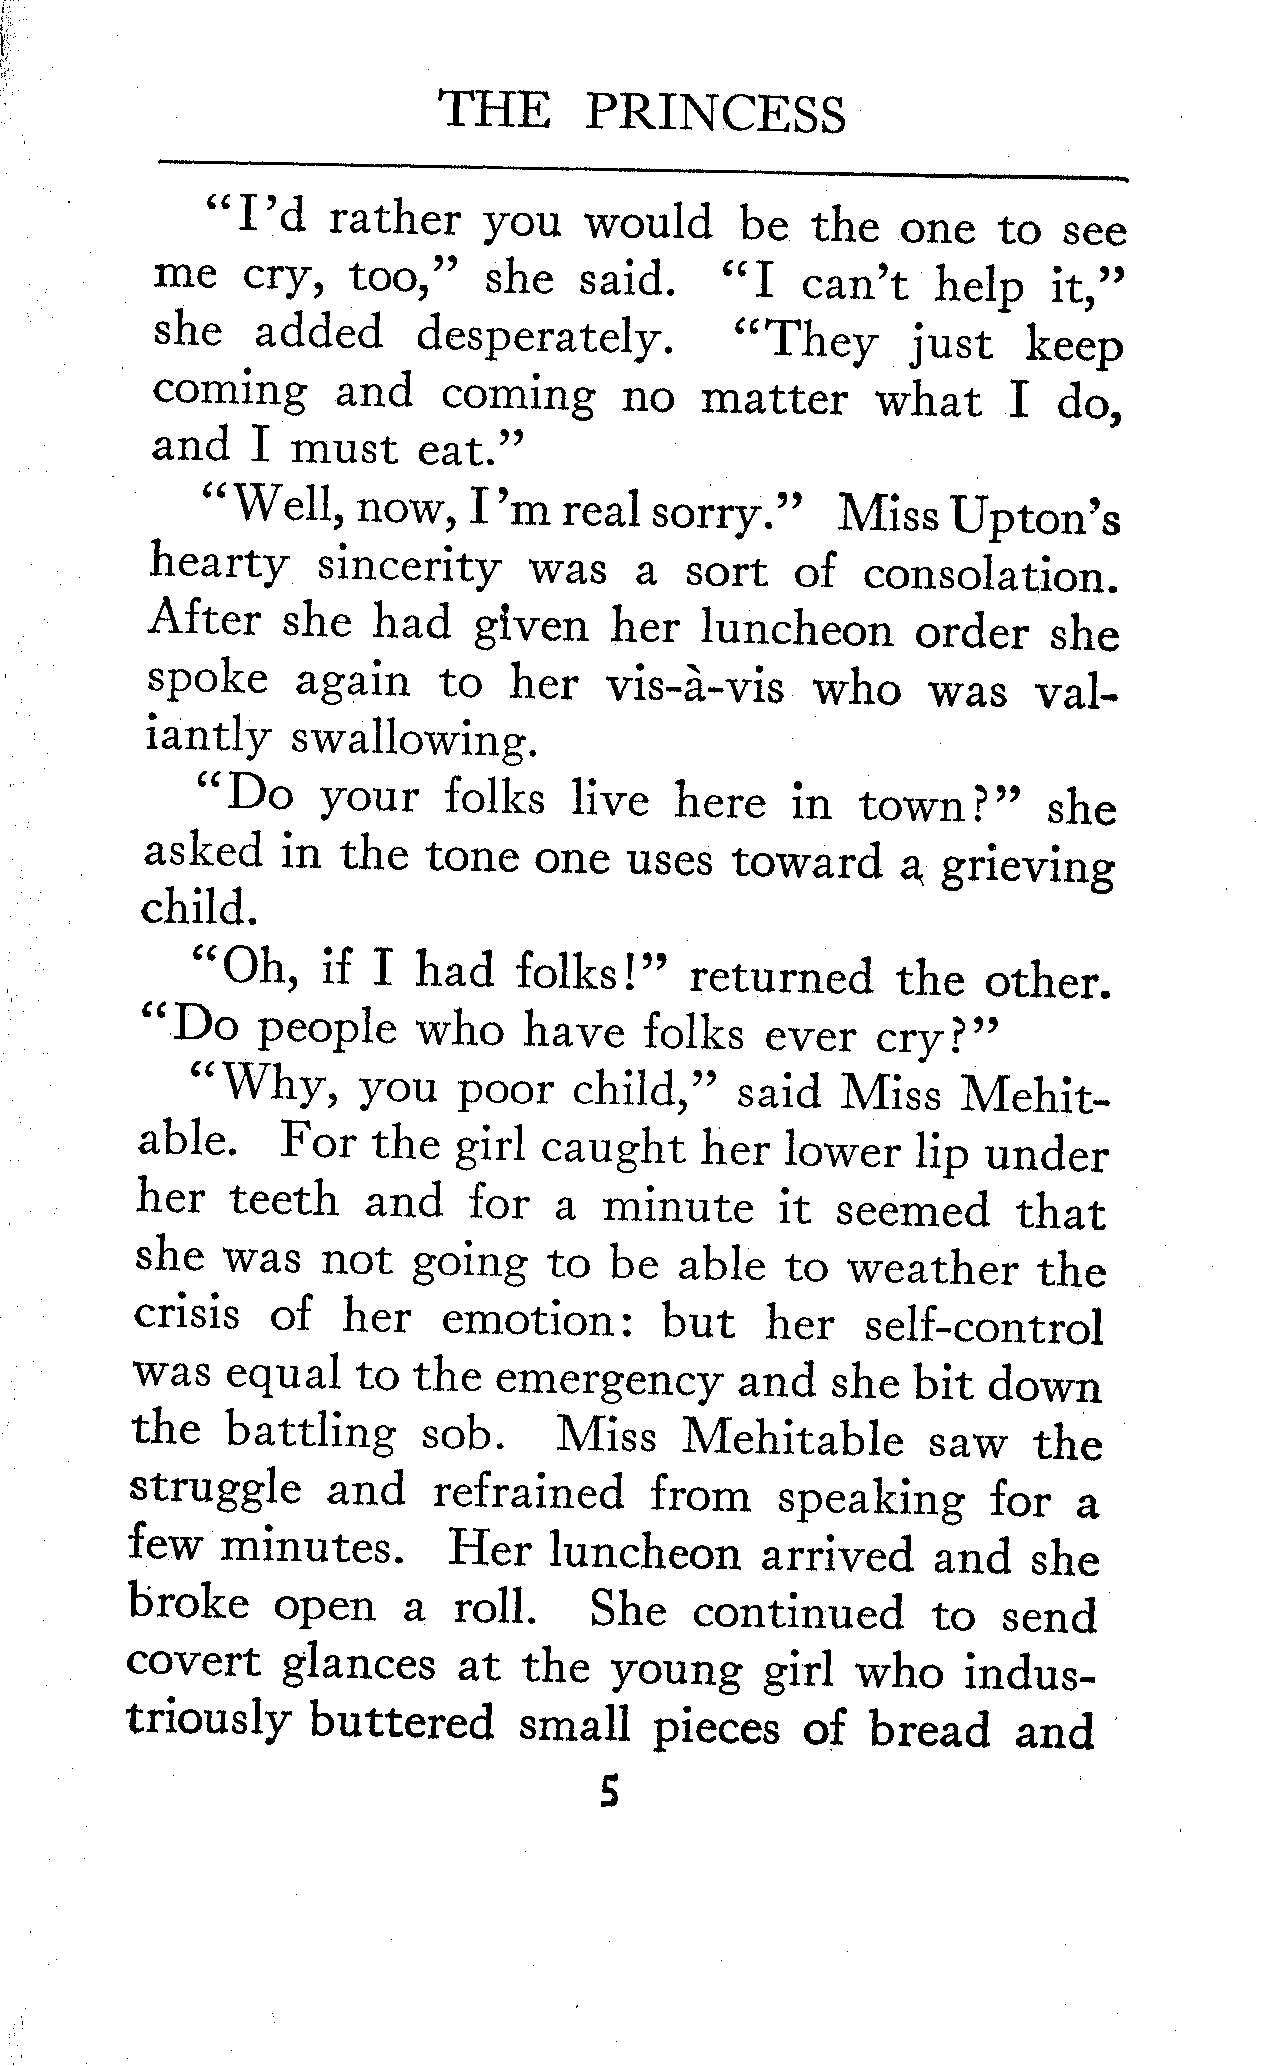 THE PRINCESS
“I’d rather you would be the one to see
me cry, too,” she said. “I can’t help it,”
she added desperately. “They just keep
coming and coming no matter what I do,
and I must eat.”
“Well, now, I’m real sorry.” Miss Upton’s
hearty sincerity was a sort of consolation.
After she had given her luncheon order she
spoke again to her vis-à-vis who was val-
iantly swallowing.
“Do your folks live here in town?” she
asked in the tone one uses toward a grieving
child.
“Oh, if I had folks!” returned the other.
“Do people who have folks ever cry?”
“Why, you poor child,” said Miss Mehit-
able. For the girl caught her lower lip under
her teeth and for a minute it seemed that
she was not going to be able to weather the
crisis of her emotion: but her self-control
was equal to the emergency and she bit down
the battling sob. Miss Mehitable saw the
struggle and refrained from speaking for a
few minutes. Her luncheon arrived and she
broke open a roll. She continued to send
covert glances at the young girl who indus-
triously buttered small pieces of bread and
5